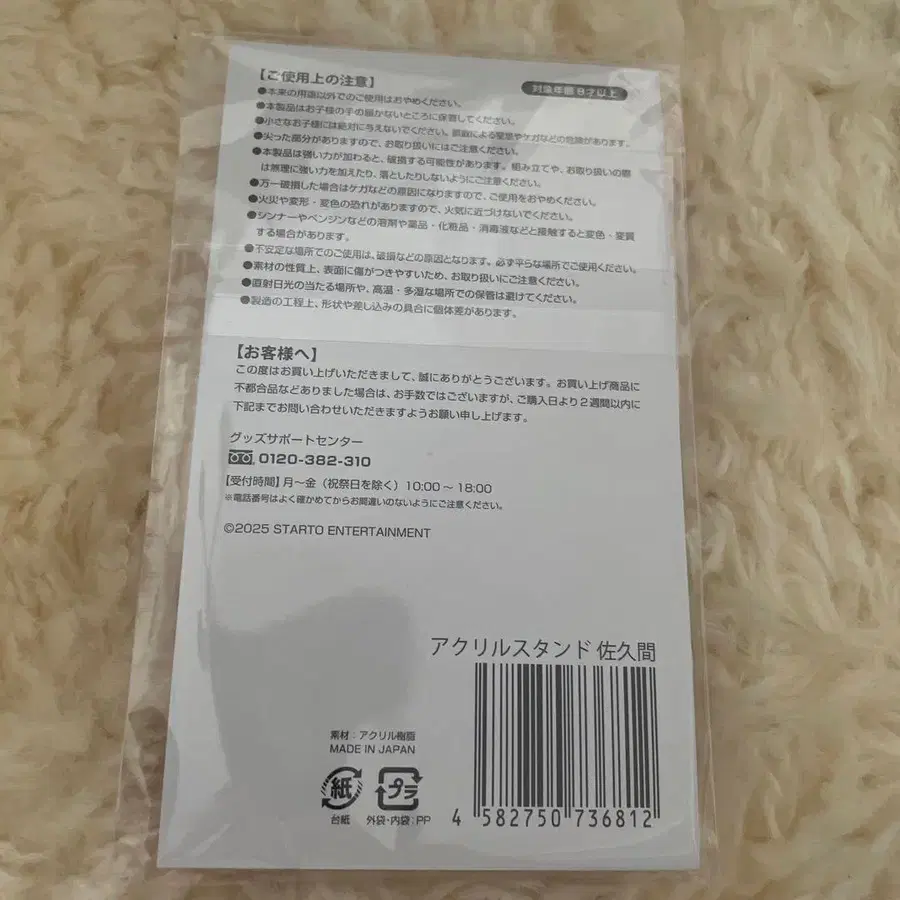 【ご使用上の注意】
対象年齢 8才以上
●本来の用途以外でのご使用はおやめください。
●本製品はお子様の手の届かないところに保管してください。
●小さなお子様には絶対に与えないでください。誤飲による窒息やケガなどの危険があります。
●尖った部分がありますので、お取り扱いにはご注意ください。
●本製品は強い力が加わると、破損する可能性があります。組み立てや、お取り扱いの際
は無理に強い力を加えたり、落としたりしないようにご注意ください。
●万一破損した場合はケガなどの原因になりますので、ご使用をおやめください。
●火災や変形・変色の恐れがありますので、火気に近づけないでください。
●シンナーやベンジンなどの溶剤や薬品・化粧品・消毒液などと接触すると変色・変質
する場合があります。
●不安定な場所でのご使用は、破損などの原因となります。必ず平らな場所でご使用ください。
●素材の性質上、表面に傷がつきやすいため、お取り扱いにご注意ください。
●直射日光の当たる場所や、高温・多湿な場所での保管は避けてください。
●製造の工程上、形状や差し込みの具合に個体差があります。
【お客様へ】
この度はお買い上げいただきまして、誠にありがとうございます。お買い上げ商品に
不都合品などありました場合は、お手数ではございますが、ご購入日より2週間以内に
下記までお問い合わせいただきますようお願い申し上げます。
グッズサポートセンター
0120-382-310
【受付時間】月〜金（祝祭日を除く）10:00〜18:00
※電話番号はよく確かめてからお間違いのないようにご注意ください。
©2025 STARTO ENTERTAINMENT
アクリルスタンド 佐久間
素材：アクリル樹脂
MADE IN JAPAN
紙 プラ
台紙 外袋・内袋：PP
4 582750 736812